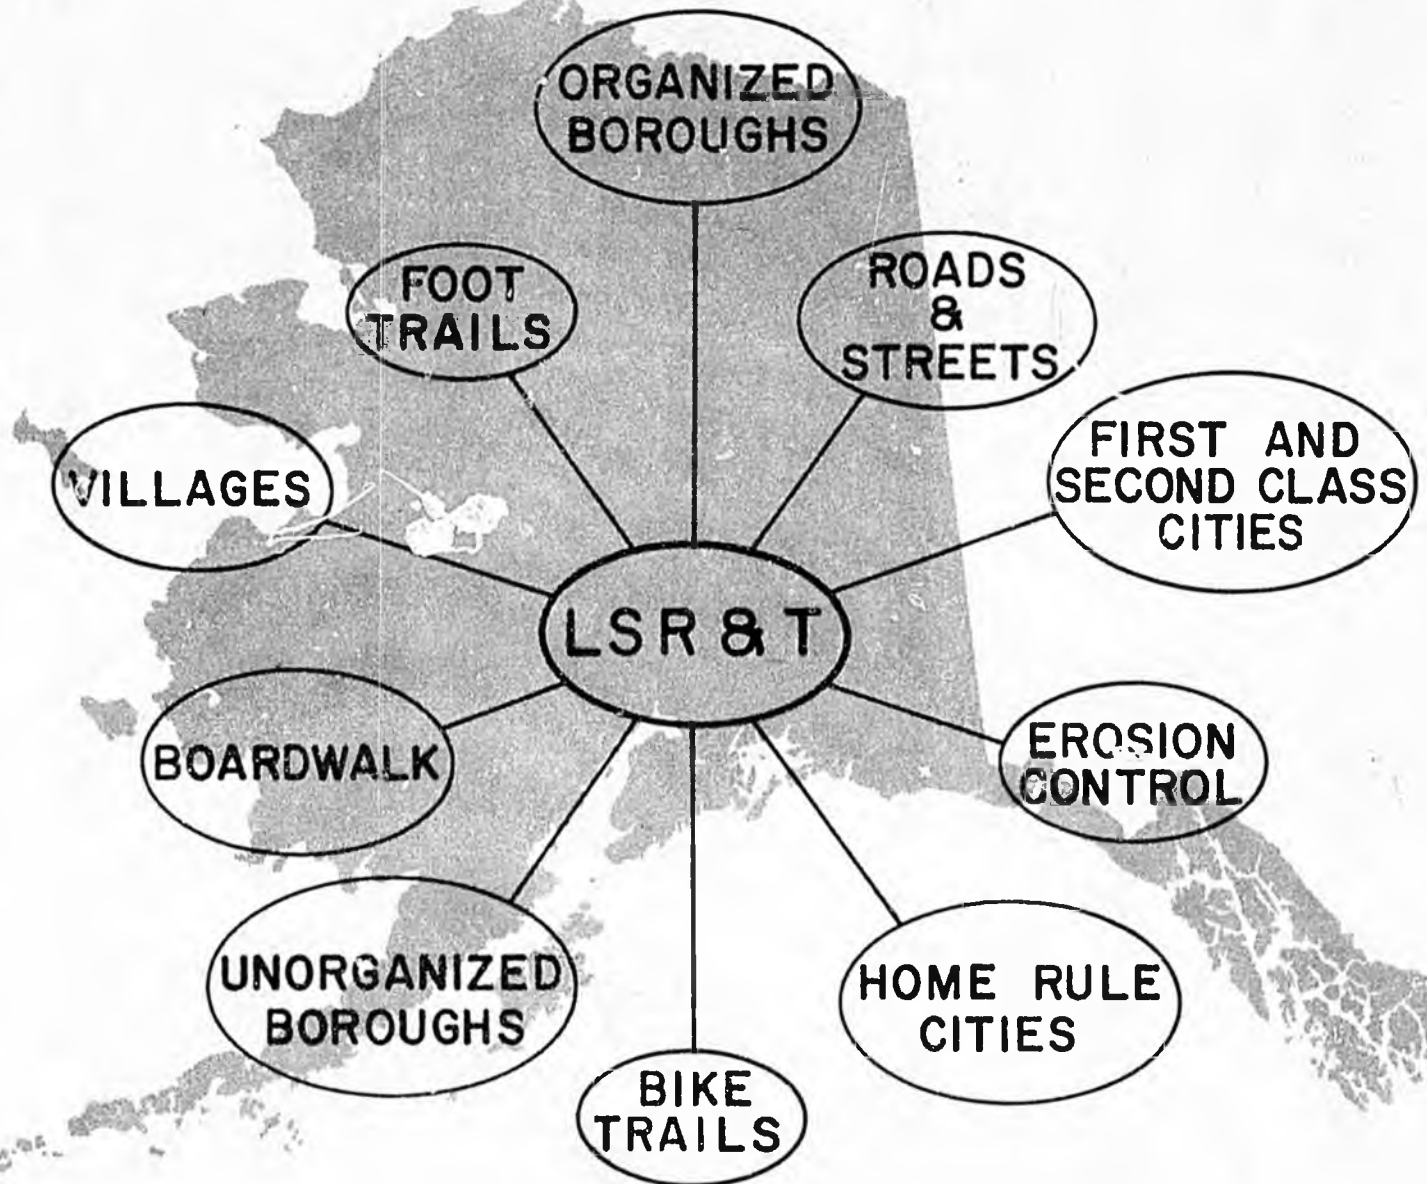 ORGANIZED
BOROUGHS
FOOT
TRAILS
ROADS
&
STREETS
FIRST AND
SECOND CLASS
CITIES
VILLAGES
LSR & T
BOARDWALK
EROSION
CONTROL
UNORGANIZED
BOROUGHS
HOME RULE
CITIES
BIKE
TRAILS